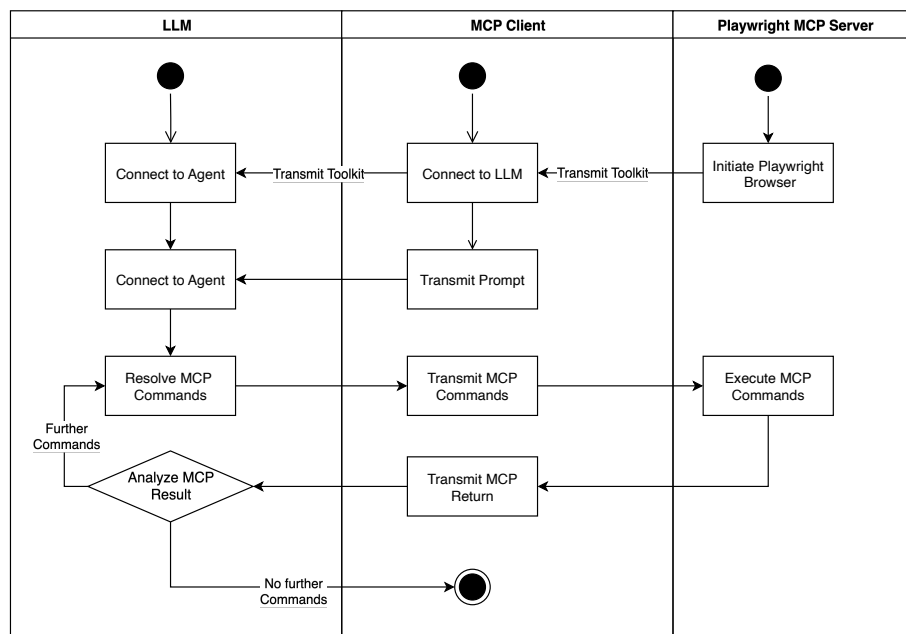 LLM
MCP Client
Playwright MCP Server
Connect to Agent
Transmit Toolkit
Connect to LLM
Transmit Toolkit
Initiate Playwright
Browser
Connect to Agent
Transmit Prompt
Resolve MCP
Commands
Transmit MCP
Commands
Execute MCP
Commands
Further
Commands
Analyze MCP
Result
Transmit MCP
Return
No further
Commands